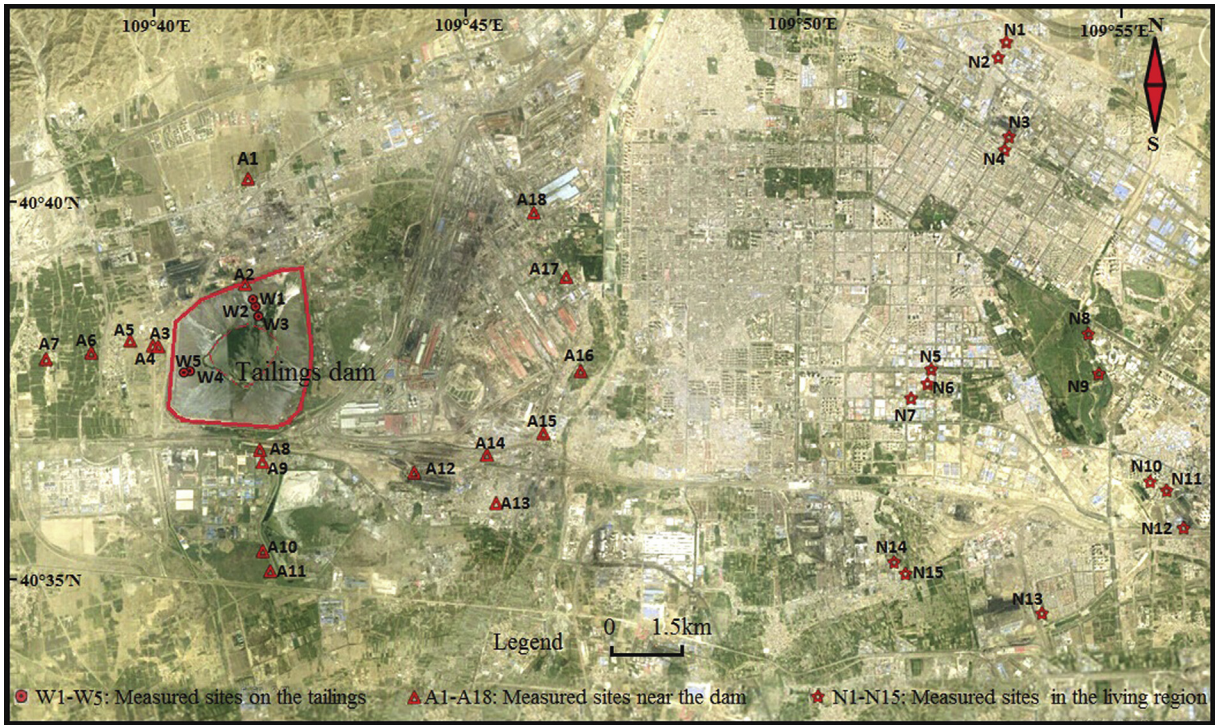 109°40′E 109°45′E 109°50′E 109°55′E
N
N1
N2
N3
S
N4
A1
40°40′N
A18
A17
A2
W1
W2
W3
N8
A5 A3
A7 A6 A4
A16
W5
W4
Tailings dam
N5
N9
N6
N7
A15
A8
A14
A9
A12
N10
N11
A13
N12
A10
N14
A11
N15
40°35′N
N13
0 1.5km
Legend
W1-W5: Measured sites on the tailings A1-A18: Measured sites near the dam N1-N15: Measured sites in the living region